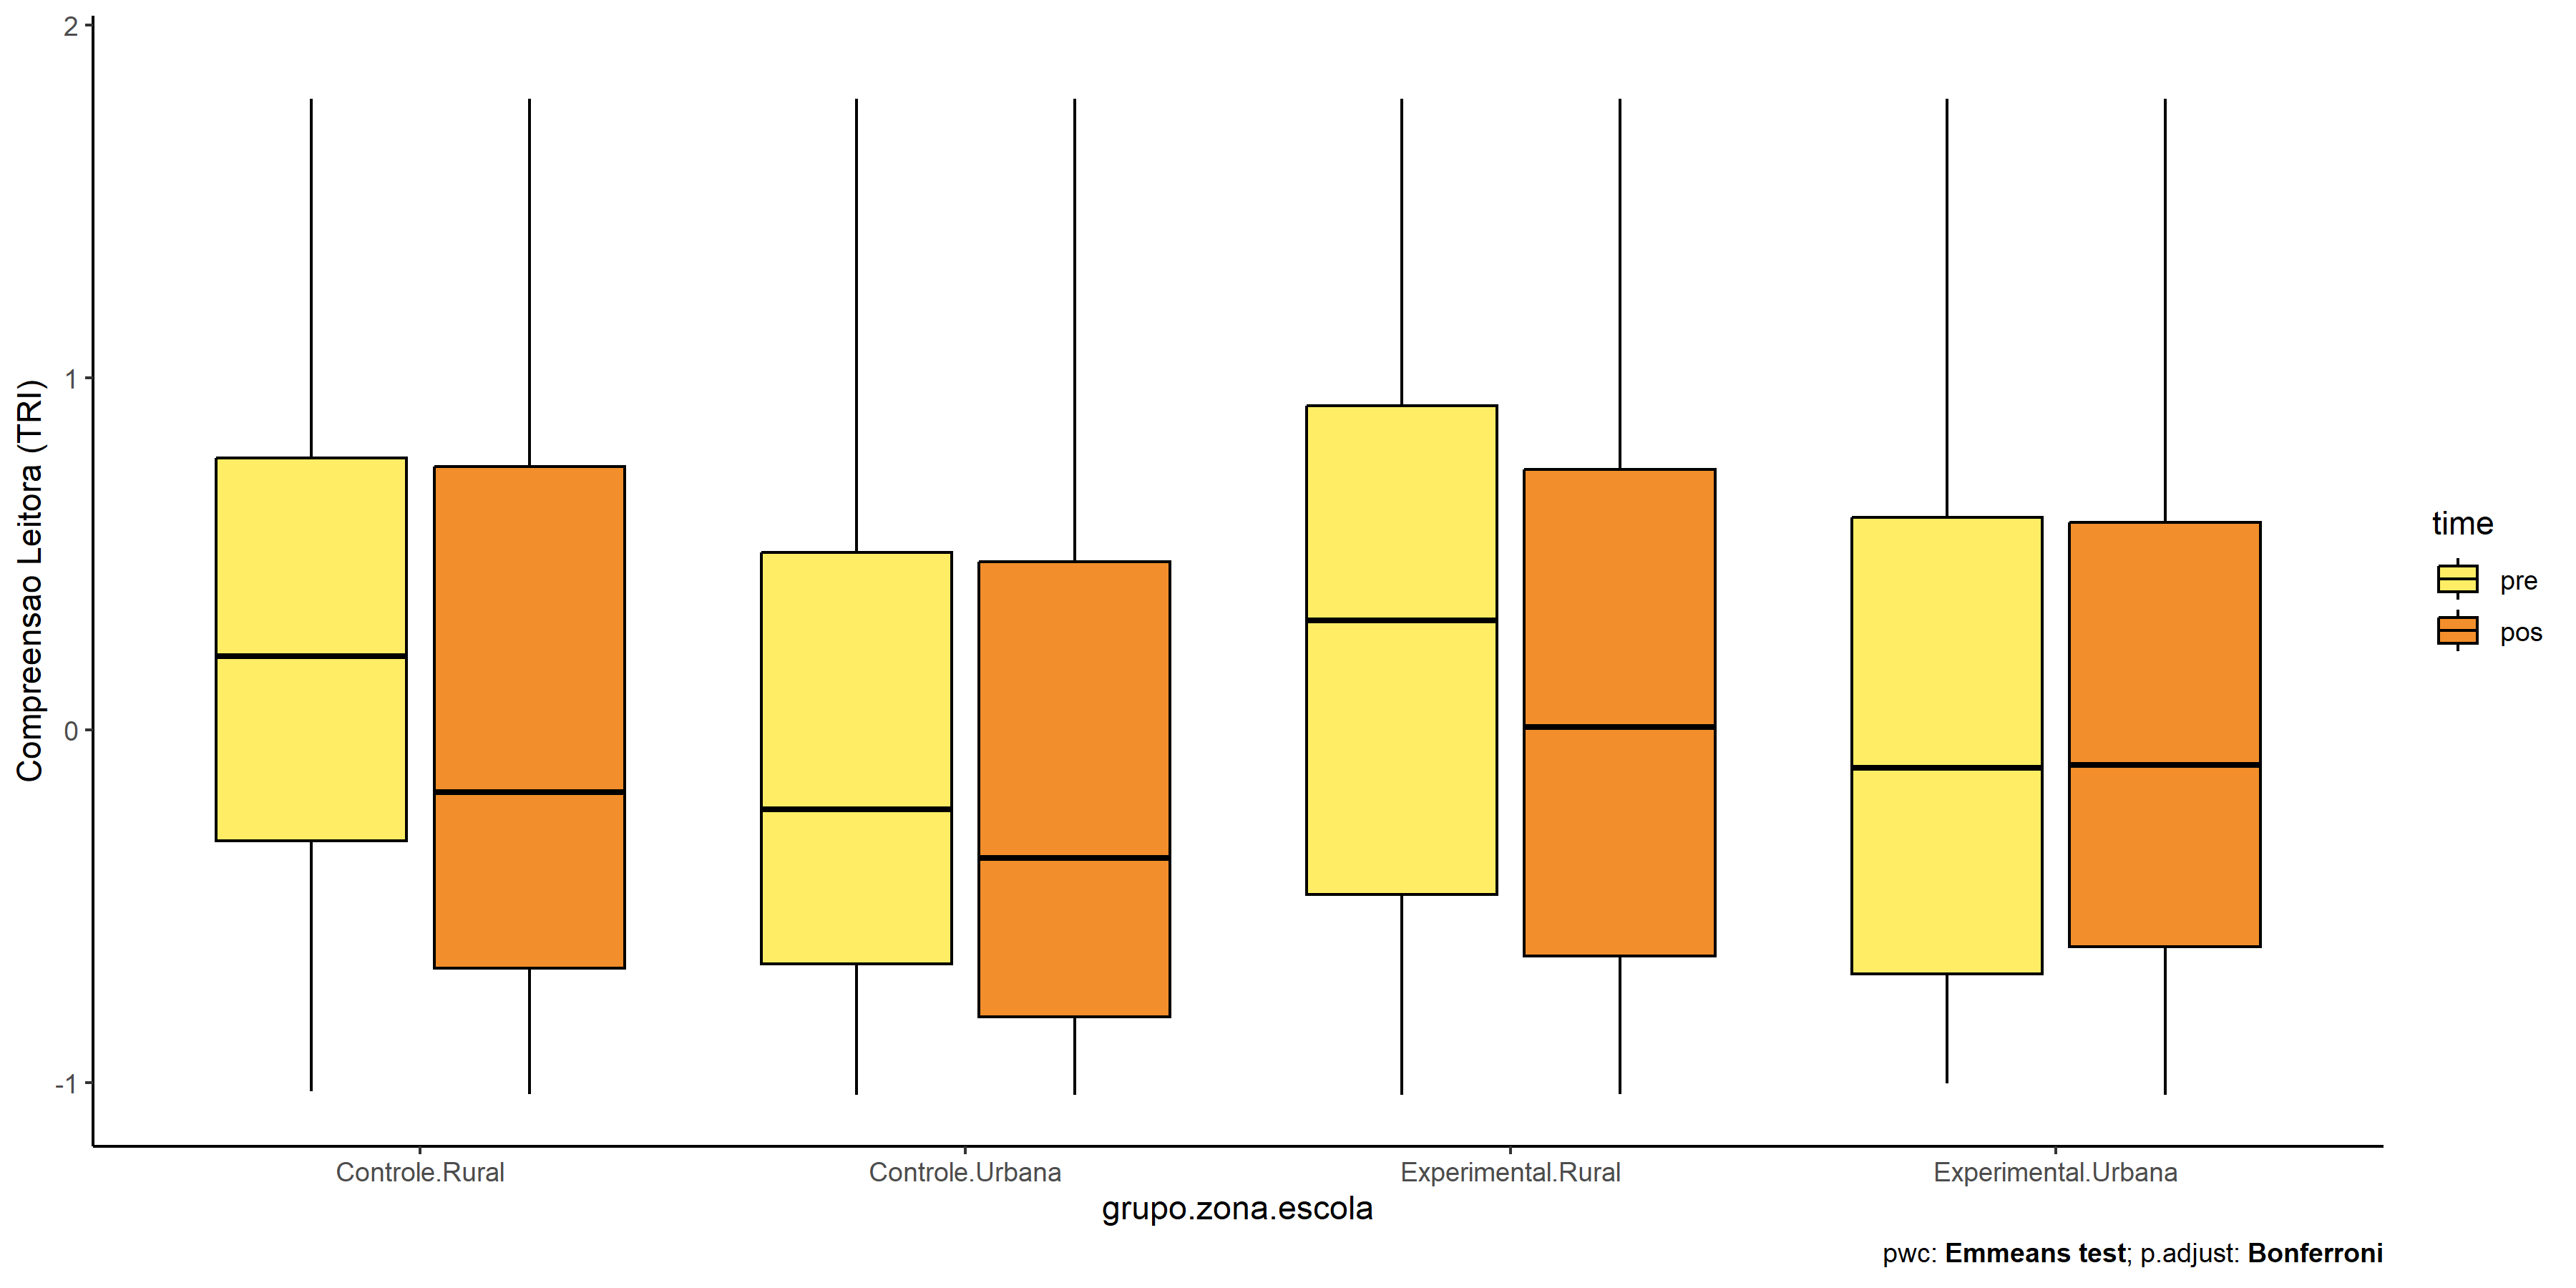 2
1
0
-1
Compreensao Leitora (TRI)
Controle.Rural
Controle.Urbana
Experimental.Rural
Experimental.Urbana
grupo.zona.escola
time
pre
pos
pwc: Emmeans test; p.adjust: Bonferroni